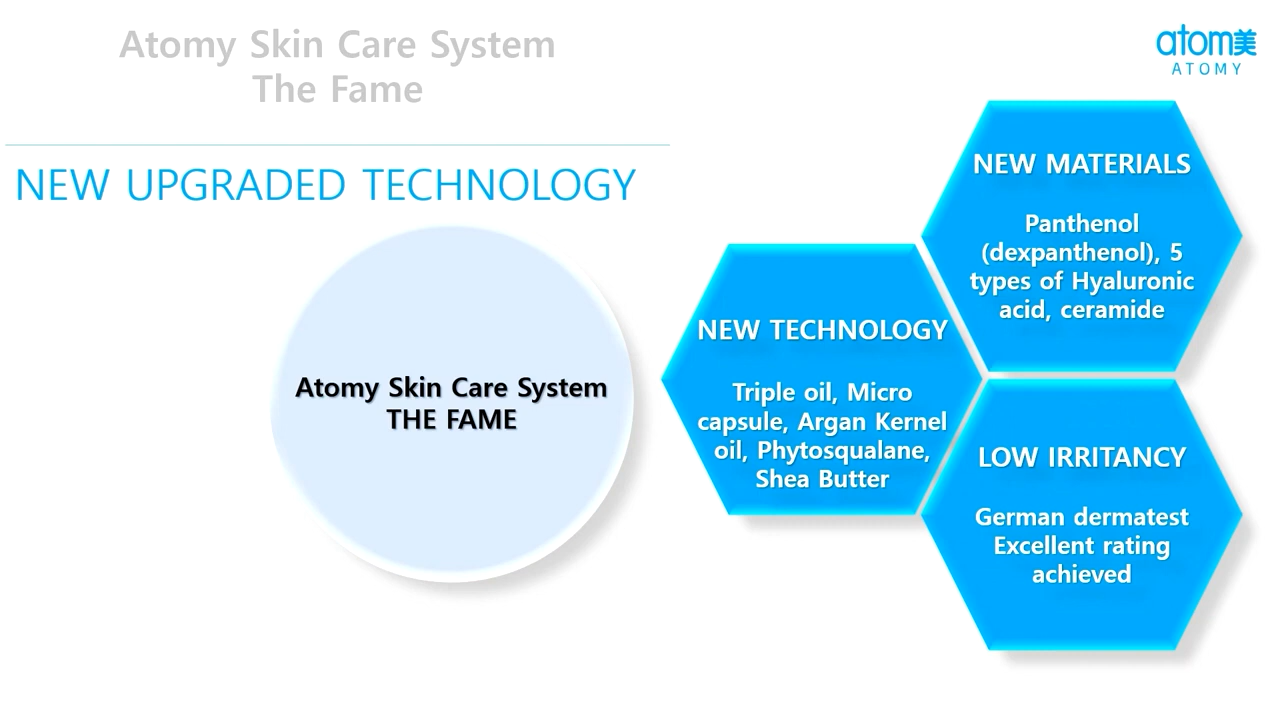 Atomy Skin Care System
The Fame
atom美
ATOMY
NEW UPGRADED TECHNOLOGY
Atomy Skin Care System
THE FAME
NEW TECHNOLOGY
Triple oil, Micro
capsule, Argan Kernel
oil, Phytosqualane,
Shea Butter
NEW MATERIALS
Panthenol
(dexpanthenol), 5
types of Hyaluronic
acid, ceramide
LOW IRRITANCY
German dermatest
Excellent rating
achieved